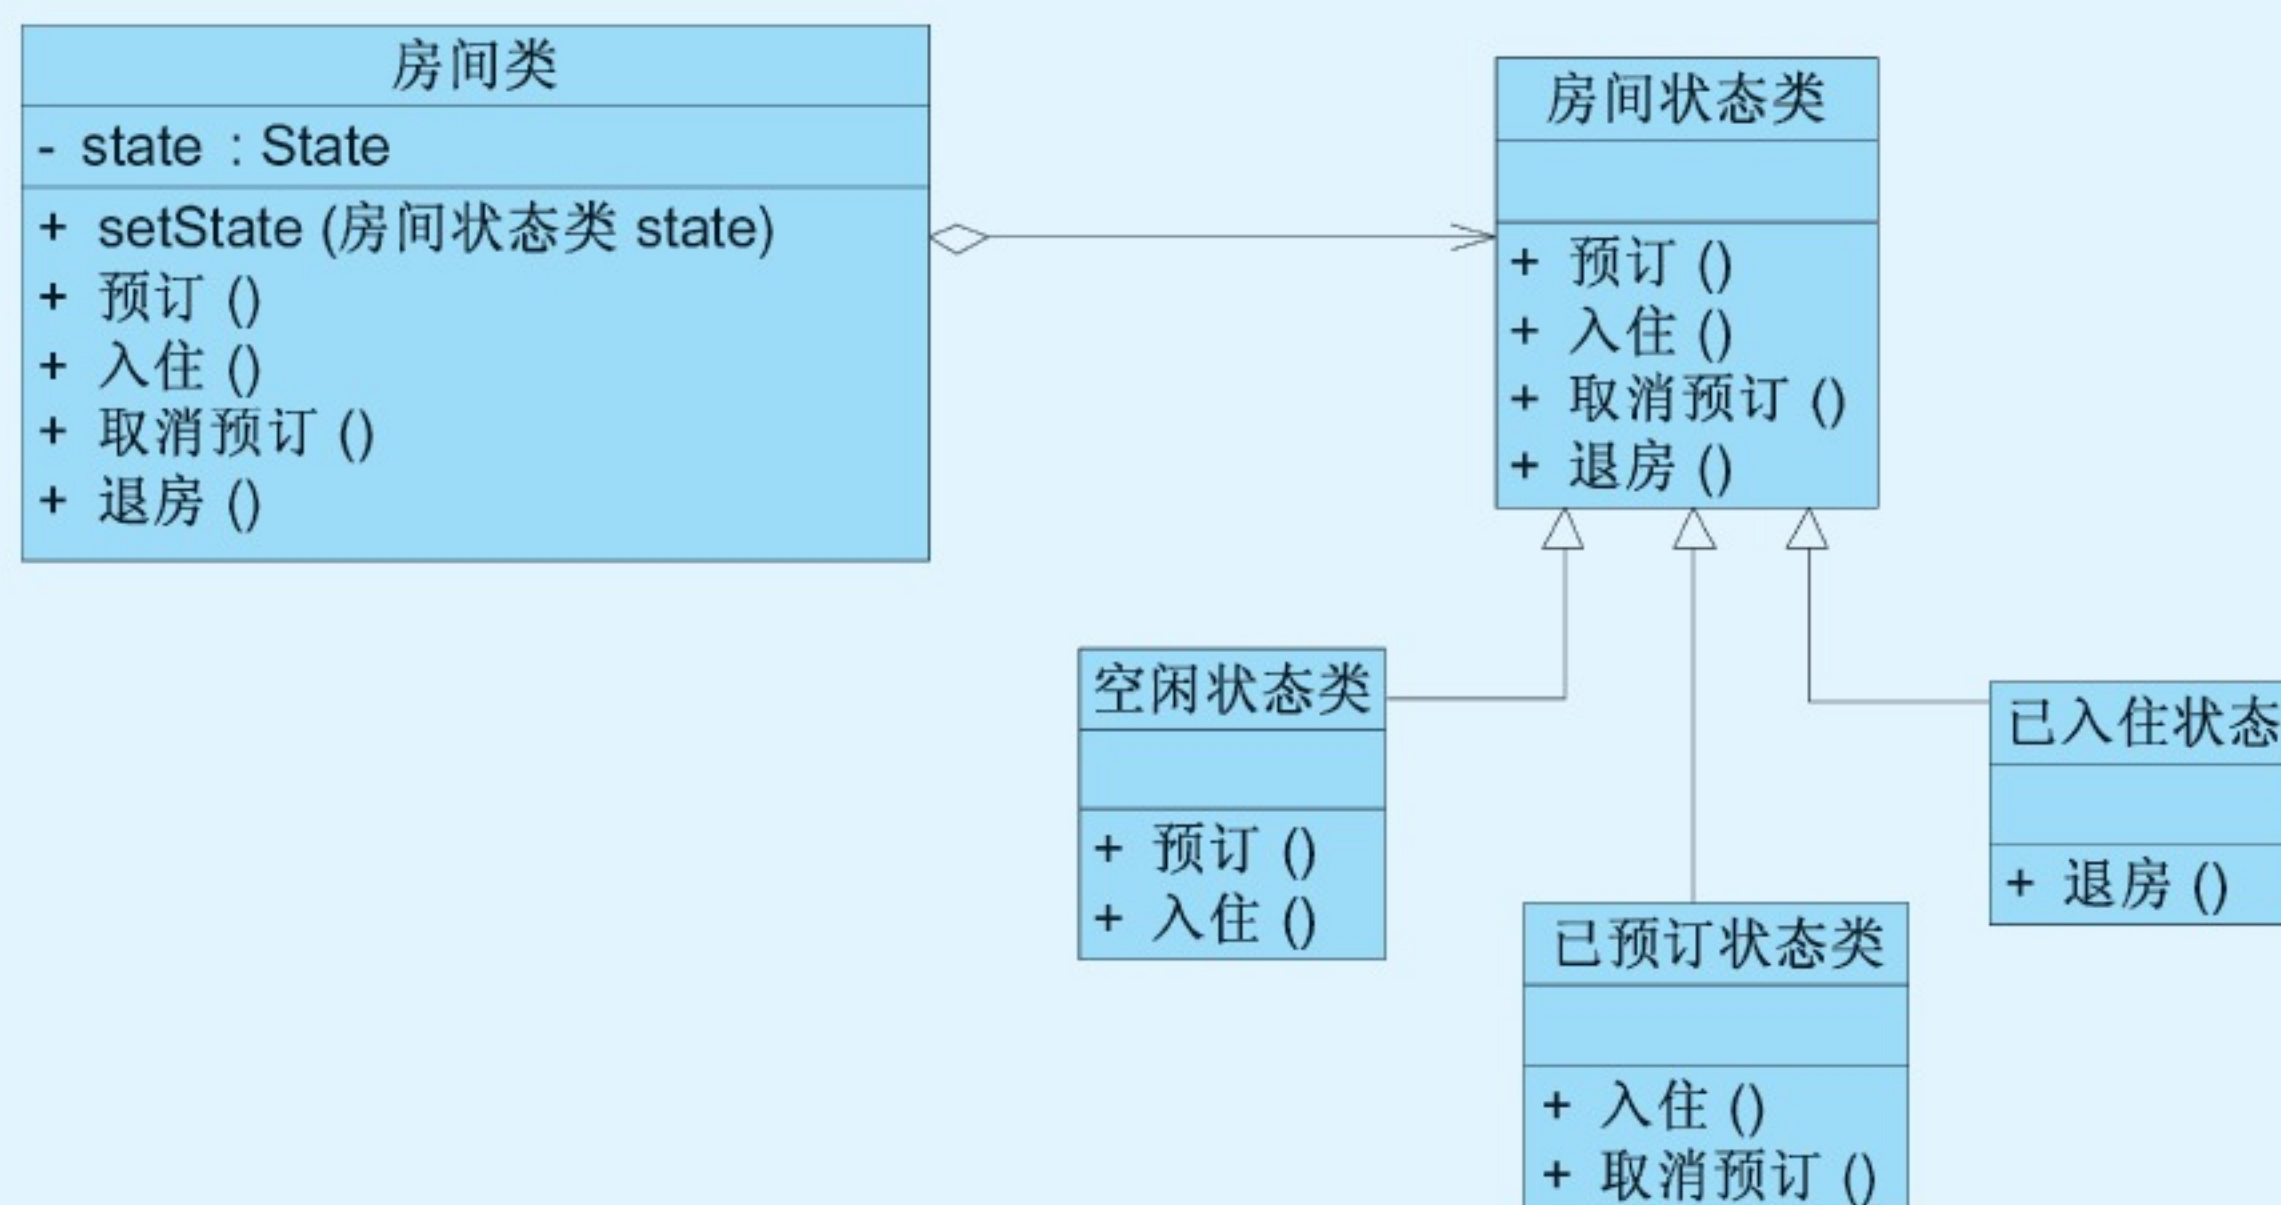 房间类
- state : State
+ setState (房间状态类 state)
+ 预订 ()
+ 入住 ()
+ 取消预订 ()
+ 退房 ()
房间状态类
+ 预订 ()
+ 入住 ()
+ 取消预订 ()
+ 退房 ()
空闲状态类
+ 预订 ()
+ 入住 ()
已预订状态类
+ 入住 ()
+ 取消预订 ()
已入住状态
+ 退房 ()